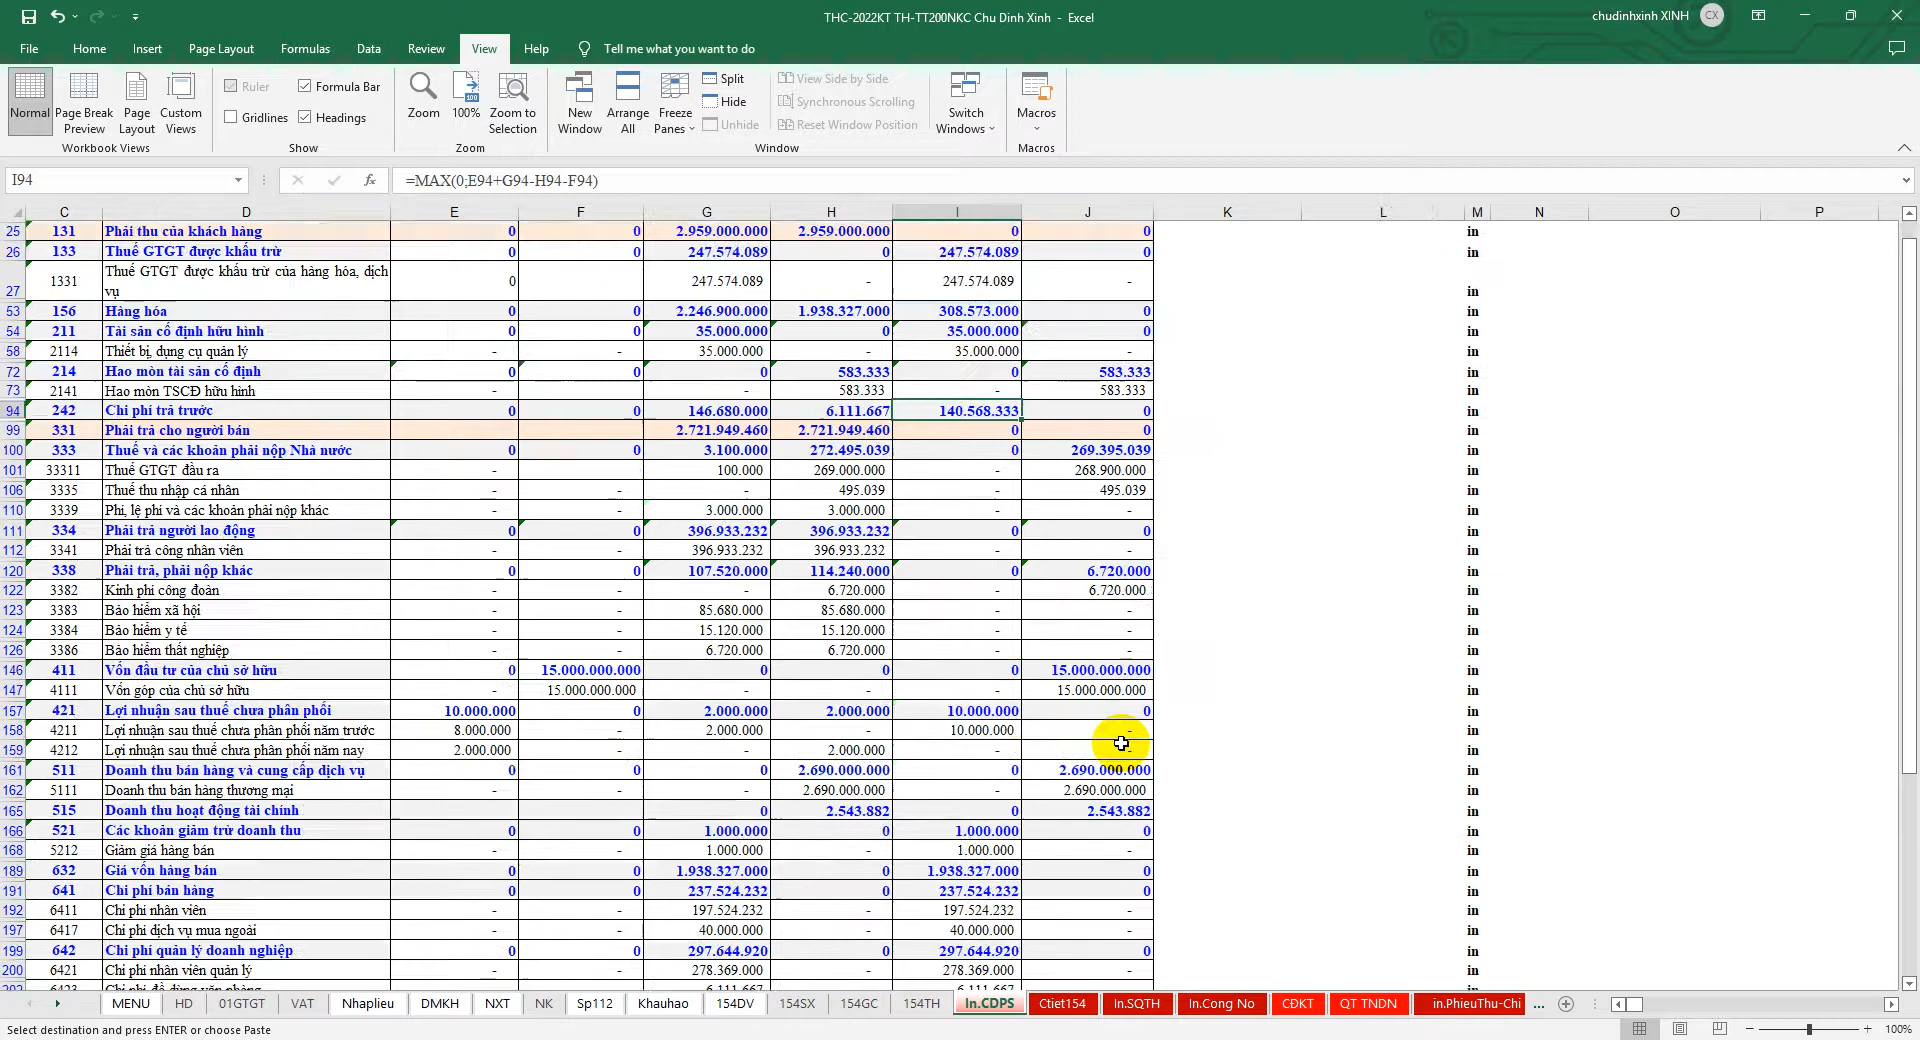 THC-2022KT TH-TT200NKC Chu Dinh Xinh - Excel
chudinhxinh XINH CX
File Home Insert Page Layout Formulas Data Review View Help Tell me what you want to do
Normal Page Break Preview Page Layout Custom Views
Workbook Views
Ruler Formula Bar
Gridlines Headings
Show
Zoom 100% Zoom to Selection
Zoom
New Window Arrange All Freeze Panes
Split
Hide
Unhide
View Side by Side
Synchronous Scrolling
Reset Window Position
Window
Switch Windows
Macros
Macros
I94 fx =MAX(0;E94+G94-H94-F94)
C D E F G H I J K L M N O P
25 131 Phải thu của khách hàng 0 0 2.959.000.000 2.959.000.000 0 0 in
26 133 Thuế GTGT được khấu trừ 0 0 247.574.089 0 247.574.089 0 in
27 1331 Thuế GTGT được khấu trừ của hàng hóa, dịch vụ 0 247.574.089 - 247.574.089 - in
53 156 Hàng hóa 0 0 2.246.900.000 1.938.327.000 308.573.000 0 in
54 211 Tài sản cố định hữu hình 0 0 35.000.000 0 35.000.000 0 in
58 2114 Thiết bị, dụng cụ quản lý - - 35.000.000 - 35.000.000 - in
72 214 Hao mòn tài sản cố định 0 0 0 583.333 0 583.333 in
73 2141 Hao mòn TSCĐ hữu hình - - - 583.333 - 583.333 in
94 242 Chi phí trả trước 0 0 146.680.000 6.111.667 140.568.333 0 in
99 331 Phải trả cho người bán 2.721.949.460 2.721.949.460 0 0 in
100 333 Thuế và các khoản phải nộp Nhà nước 0 0 3.100.000 272.495.039 0 269.395.039 in
101 33311 Thuế GTGT đầu ra - 100.000 269.000.000 - 268.900.000 in
106 3335 Thuế thu nhập cá nhân - - - 495.039 - 495.039 in
110 3339 Phí, lệ phí và các khoản phải nộp khác - - 3.000.000 3.000.000 - - in
111 334 Phải trả người lao động 0 0 396.933.232 396.933.232 0 0 in
112 3341 Phải trả công nhân viên - - 396.933.232 396.933.232 - - in
120 338 Phải trả, phải nộp khác 0 0 107.520.000 114.240.000 0 6.720.000 in
122 3382 Kinh phí công đoàn - - - 6.720.000 - 6.720.000 in
123 3383 Bảo hiểm xã hội - - 85.680.000 85.680.000 - - in
124 3384 Bảo hiểm y tế - - 15.120.000 15.120.000 - - in
126 3386 Bảo hiểm thất nghiệp - - 6.720.000 6.720.000 - - in
146 411 Vốn đầu tư của chủ sở hữu 0 15.000.000.000 0 0 0 15.000.000.000 in
147 4111 Vốn góp của chủ sở hữu - 15.000.000.000 - - - 15.000.000.000 in
157 421 Lợi nhuận sau thuế chưa phân phối 10.000.000 0 2.000.000 2.000.000 10.000.000 0 in
158 4211 Lợi nhuận sau thuế chưa phân phối năm trước 8.000.000 - 2.000.000 - 10.000.000 - in
159 4212 Lợi nhuận sau thuế chưa phân phối năm nay 2.000.000 - - 2.000.000 - - in
161 511 Doanh thu bán hàng và cung cấp dịch vụ 0 0 0 2.690.000.000 0 2.690.000.000 in
162 5111 Doanh thu bán hàng thương mại - - - 2.690.000.000 - 2.690.000.000 in
165 515 Doanh thu hoạt động tài chính 0 2.543.882 0 2.543.882 in
166 521 Các khoản giảm trừ doanh thu 0 0 1.000.000 0 1.000.000 0 in
168 5212 Giảm giá hàng bán - - 1.000.000 - 1.000.000 - in
189 632 Giá vốn hàng bán 0 0 1.938.327.000 0 1.938.327.000 0 in
191 641 Chi phí bán hàng 0 0 237.524.232 0 237.524.232 0 in
192 6411 Chi phí nhân viên - - 197.524.232 - 197.524.232 - in
197 6417 Chi phí dịch vụ mua ngoài - - 40.000.000 - 40.000.000 - in
199 642 Chi phí quản lý doanh nghiệp 0 0 297.644.920 0 297.644.920 0 in
200 6421 Chi phí nhân viên quản lý - - 278.369.000 - 278.369.000 - in
MENU HD 01GTGT VAT Nhaplieu DMKH NXT NK Sp112 Khauhao 154DV 154SX 154GC 154TH In.CDPS Ctiet154 In.SQTH In.Cong No CĐKT QT TNDN in.PhieuThu-Chi ...
Select destination and press ENTER or choose Paste 100%